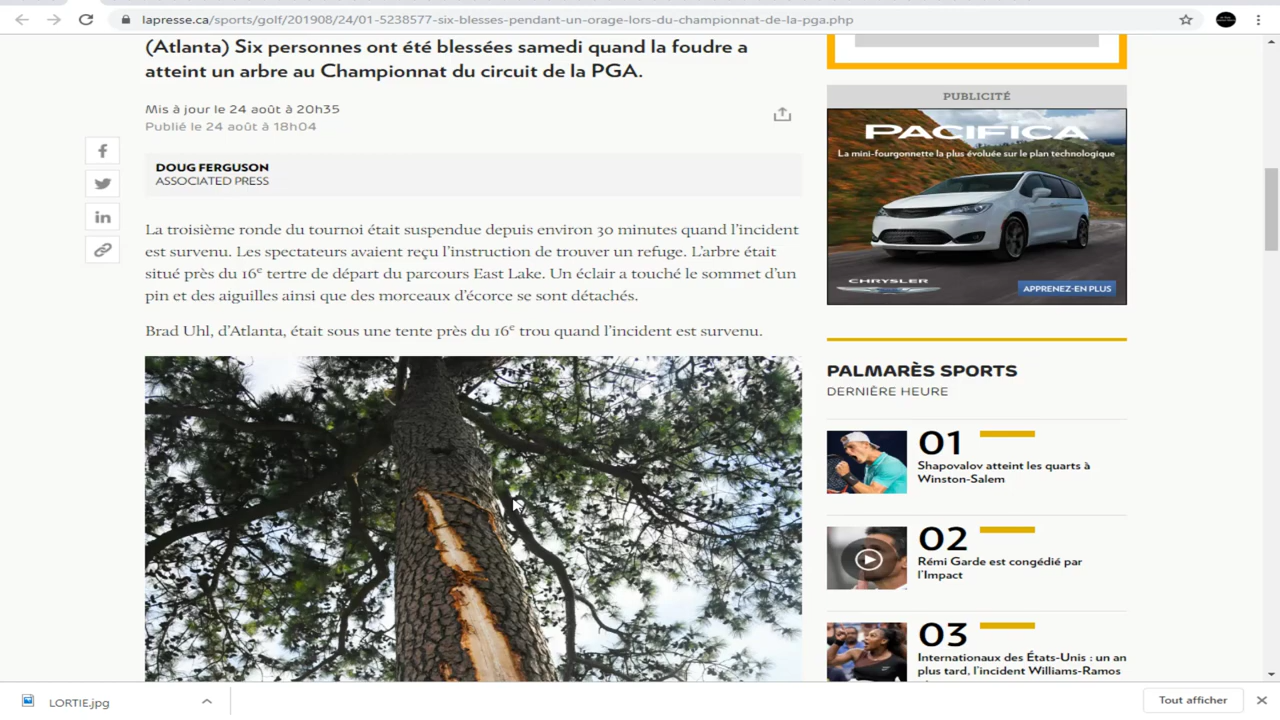 lapresse.ca/sports/golf/201908/24/01-5238577-six-blesses-pendant-un-orage-lors-du-championnat-de-la-pga.php
(Atlanta) Six personnes ont été blessées samedi quand la foudre a
atteint un arbre au Championnat du circuit de la PGA.
Mis à jour le 24 août à 20h35
Publié le 24 août à 18h04
DOUG FERGUSON
ASSOCIATED PRESS
La troisième ronde du tournoi était suspendue depuis environ 30 minutes quand l'incident
est survenu. Les spectateurs avaient reçu l'instruction de trouver un refuge. L'arbre était
situé près du 16e tertre de départ du parcours East Lake. Un éclair a touché le sommet d'un
pin et des aiguilles ainsi que des morceaux d'écorce se sont détachés.
Brad Uhl, d'Atlanta, était sous une tente près du 16e trou quand l'incident est survenu.
PUBLICITÉ
PACIFICA
La mini-fourgonnette la plus évoluée sur le plan technologique
CHRYSLER
APPRENEZ-EN PLUS
PALMARÈS SPORTS
DERNIÈRE HEURE
01
Shapovalov atteint les quarts à
Winston-Salem
02
Rémi Garde est congédié par
l'Impact
03
Internationaux des États-Unis : un an
plus tard, l'incident Williams-Ramos
LORTIE.jpg
Tout afficher